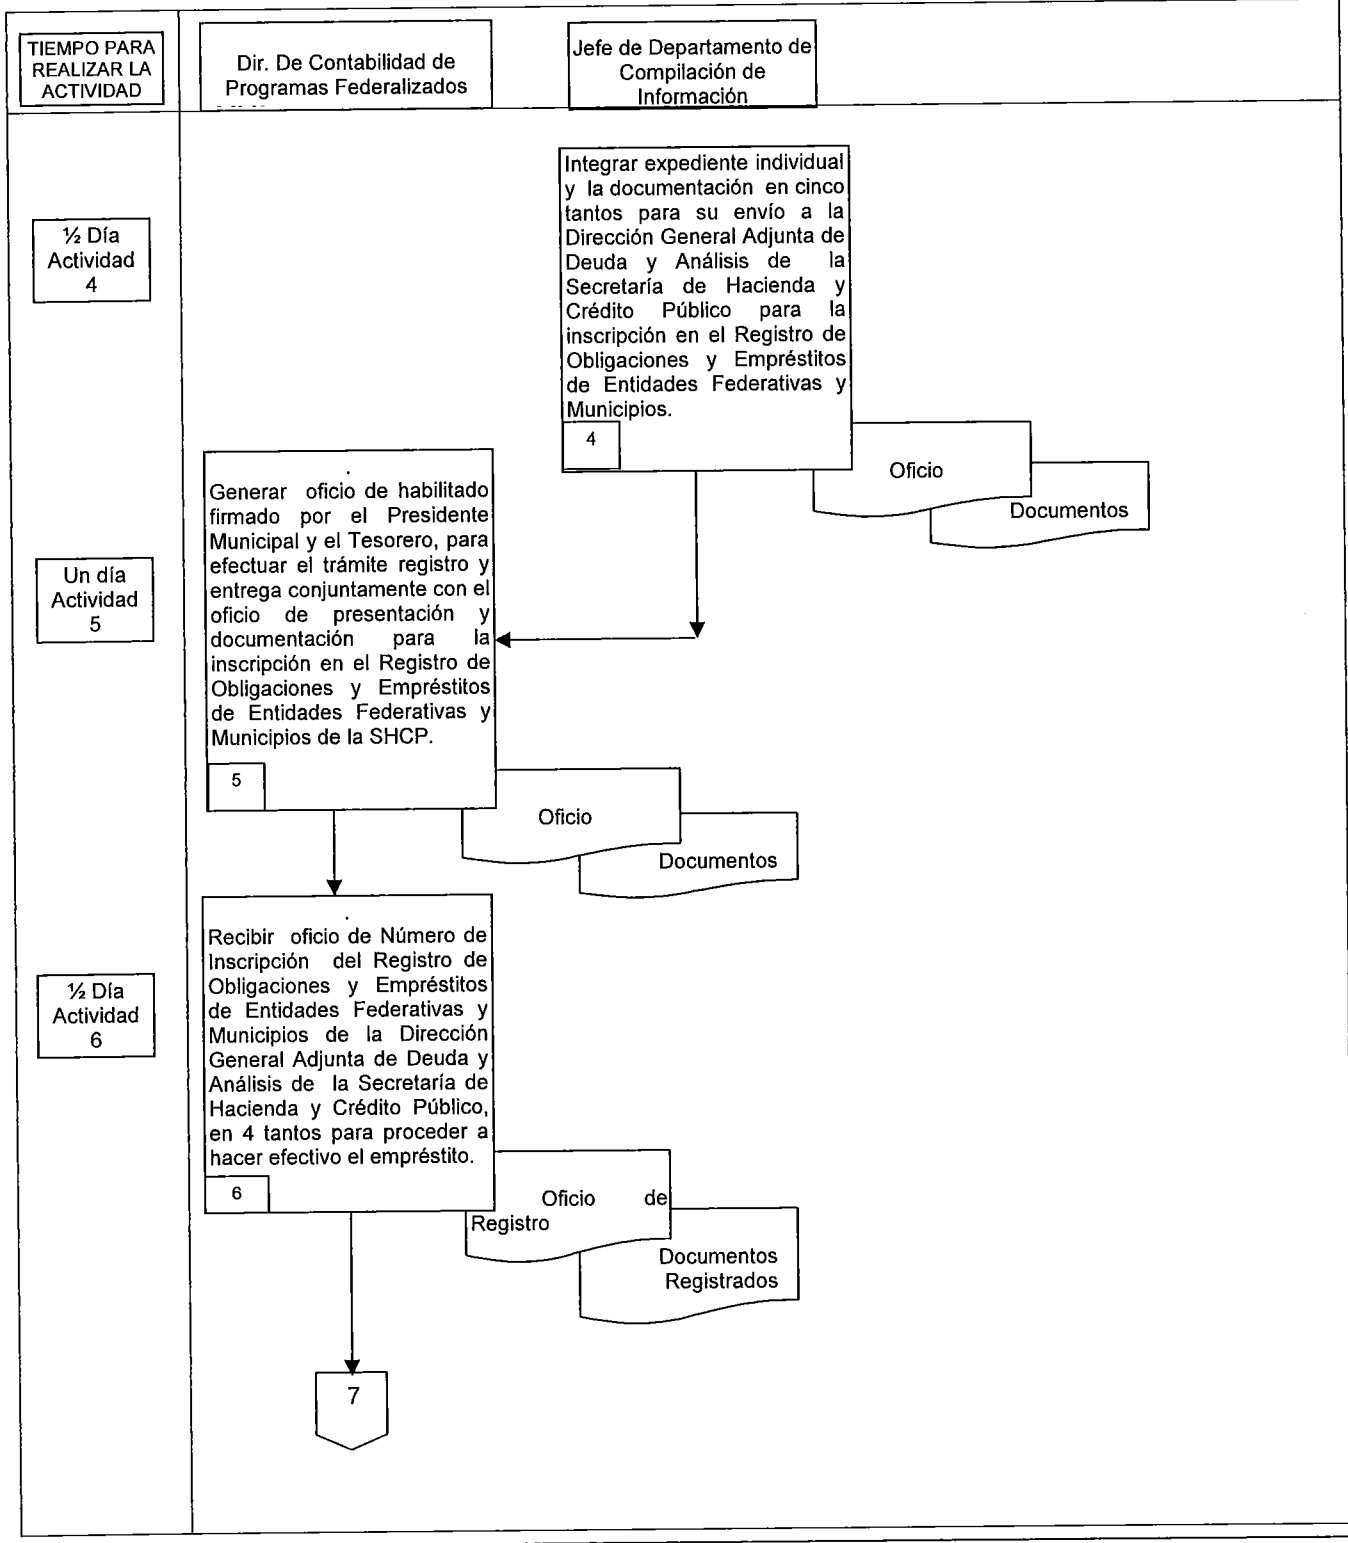 TIEMPO PARA
REALIZAR LA
ACTIVIDAD
Dir. De Contabilidad de
Programas Federalizados
Jefe de Departamento de
Compilación de
Información
Integrar expediente individual
y la documentación en cinco
tantos para su envío a la
Dirección General Adjunta de
Deuda y Análisis de la
Secretaría de Hacienda y
Crédito Público para la
inscripción en el Registro de
Obligaciones y Empréstitos
de Entidades Federativas y
Municipios.
4
Oficio
Documentos
½ Día
Actividad
4
Generar oficio de habilitado
firmado por el Presidente
Municipal y el Tesorero, para
efectuar el trámite registro y
entrega conjuntamente con el
oficio de presentación y
documentación para la
inscripción en el Registro de
Obligaciones y Empréstitos
de Entidades Federativas y
Municipios de la SHCP.
5
Oficio
Documentos
Un día
Actividad
5
Recibir oficio de Número de
Inscripción del Registro de
Obligaciones y Empréstitos
de Entidades Federativas y
Municipios de la Dirección
General Adjunta de Deuda y
Análisis de la Secretaría de
Hacienda y Crédito Público,
en 4 tantos para proceder a
hacer efectivo el empréstito.
6
Oficio de
Registro
Documentos
Registrados
½ Día
Actividad
6
7